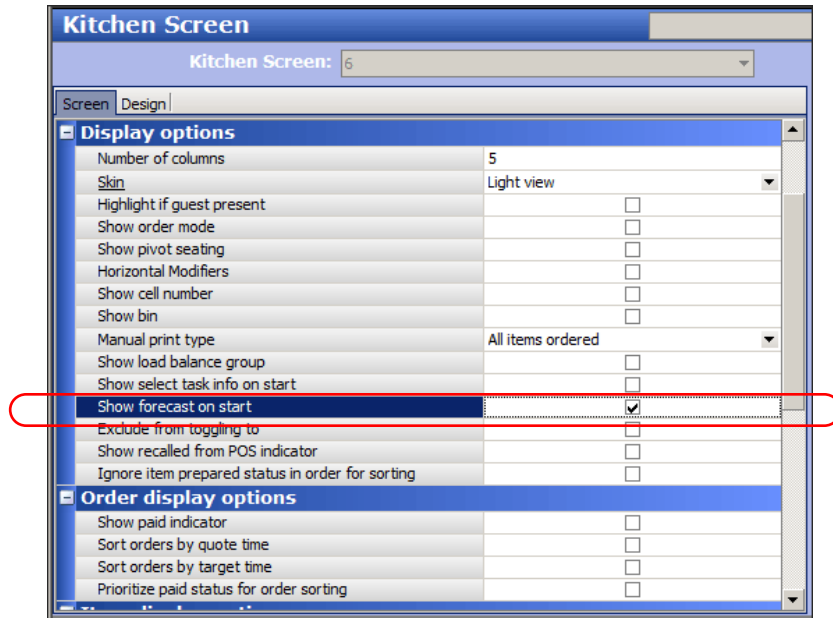 Kitchen Screen
Kitchen Screen: 6
Screen Design
Display options
Number of columns 5
Skin Light view
Highlight if guest present
Show order mode
Show pivot seating
Horizontal Modifiers
Show cell number
Show bin
Manual print type All items ordered
Show load balance group
Show select task info on start
Show forecast on start
Exclude from toggling to
Show recalled from POS indicator
Ignore item prepared status in order for sorting
Order display options
Show paid indicator
Sort orders by quote time
Sort orders by target time
Prioritize paid status for order sorting